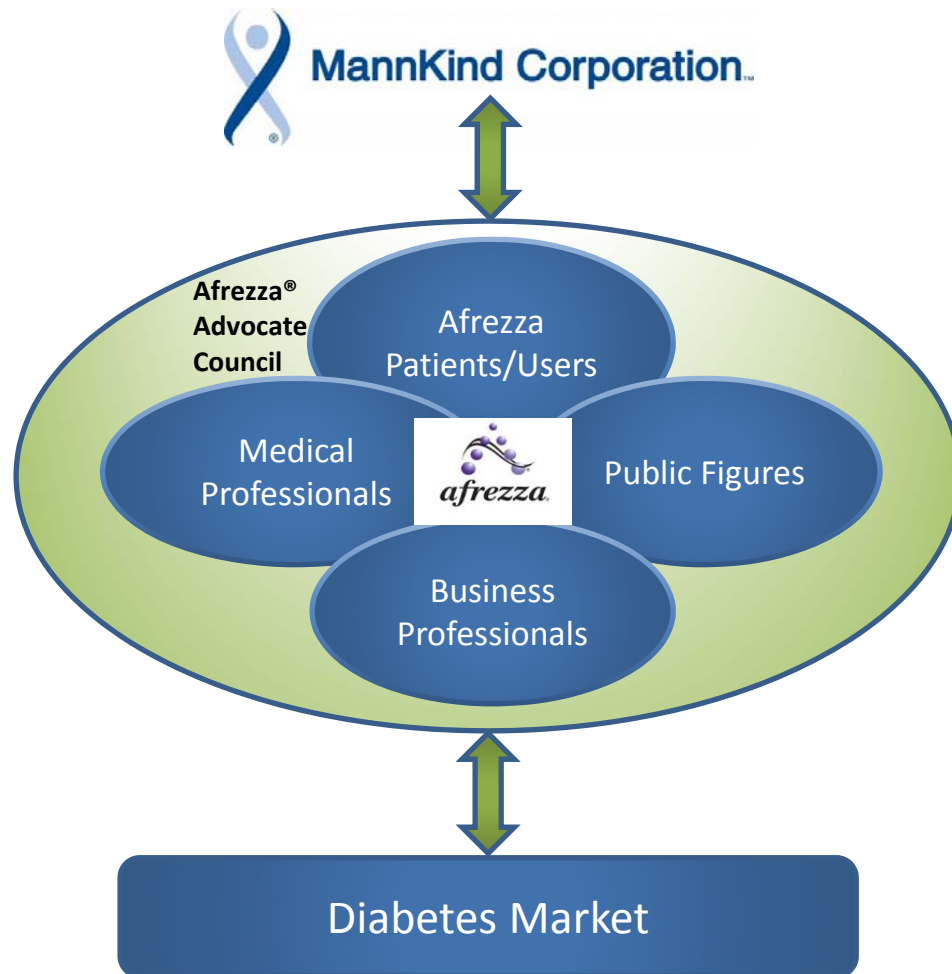 MannKind Corporation™
®
Afrezza®
Advocate
Council
Afrezza
Patients/Users
Medical
Professionals
afrezza®
Public Figures
Business
Professionals
Diabetes Market